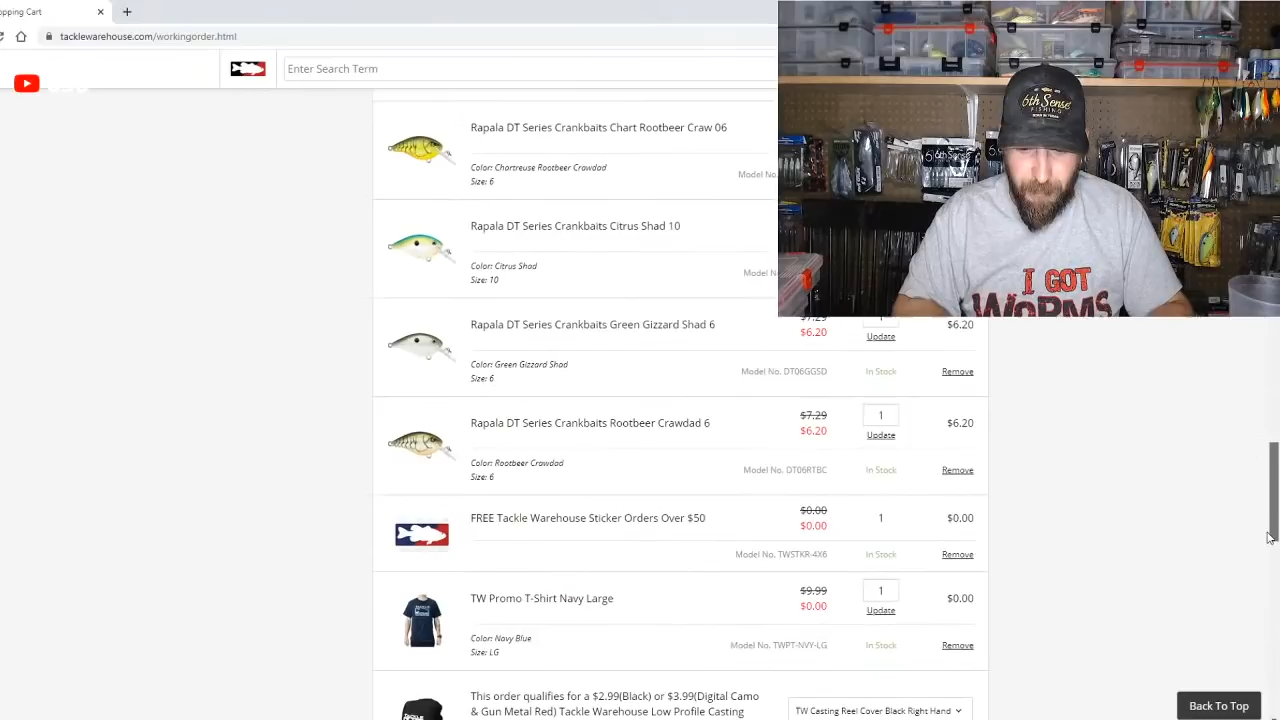 opping Cart
tacklewarehouse.com/workingorder.html
Enter Search Term
Rapala DT Series Crankbaits Chart Rootbeer Craw 06
Color: Chartreuse Rootbeer Crawdad
Size: 6
Model No.
Rapala DT Series Crankbaits Citrus Shad 10
Color: Citrus Shad
Size: 10
Model N
Rapala DT Series Crankbaits Green Gizzard Shad 6
$7.29
$6.20
1
Update
$6.20
Color: Green Gizzard Shad
Size: 6
Model No. DT06GGSD
In Stock
Remove
Rapala DT Series Crankbaits Rootbeer Crawdad 6
$7.29
$6.20
1
Update
$6.20
Color: Rootbeer Crawdad
Size: 6
Model No. DT06RTBC
In Stock
Remove
FREE Tackle Warehouse Sticker Orders Over $50
$0.00
$0.00
1
$0.00
Model No. TWSTKR-4X6
In Stock
Remove
TW Promo T-Shirt Navy Large
$9.99
$0.00
1
Update
$0.00
Color: Navy Blue
Size: LG
Model No. TWPT-NVY-LG
In Stock
Remove
This order qualifies for a $2.99(Black) or $3.99(Digital Camo
& Gun Metal Red) Tackle Warehouse Low Profile Casting
TW Casting Reel Cover Black Right Hand
Back To Top
6th Sense
FISHING
I GOT
WORMS